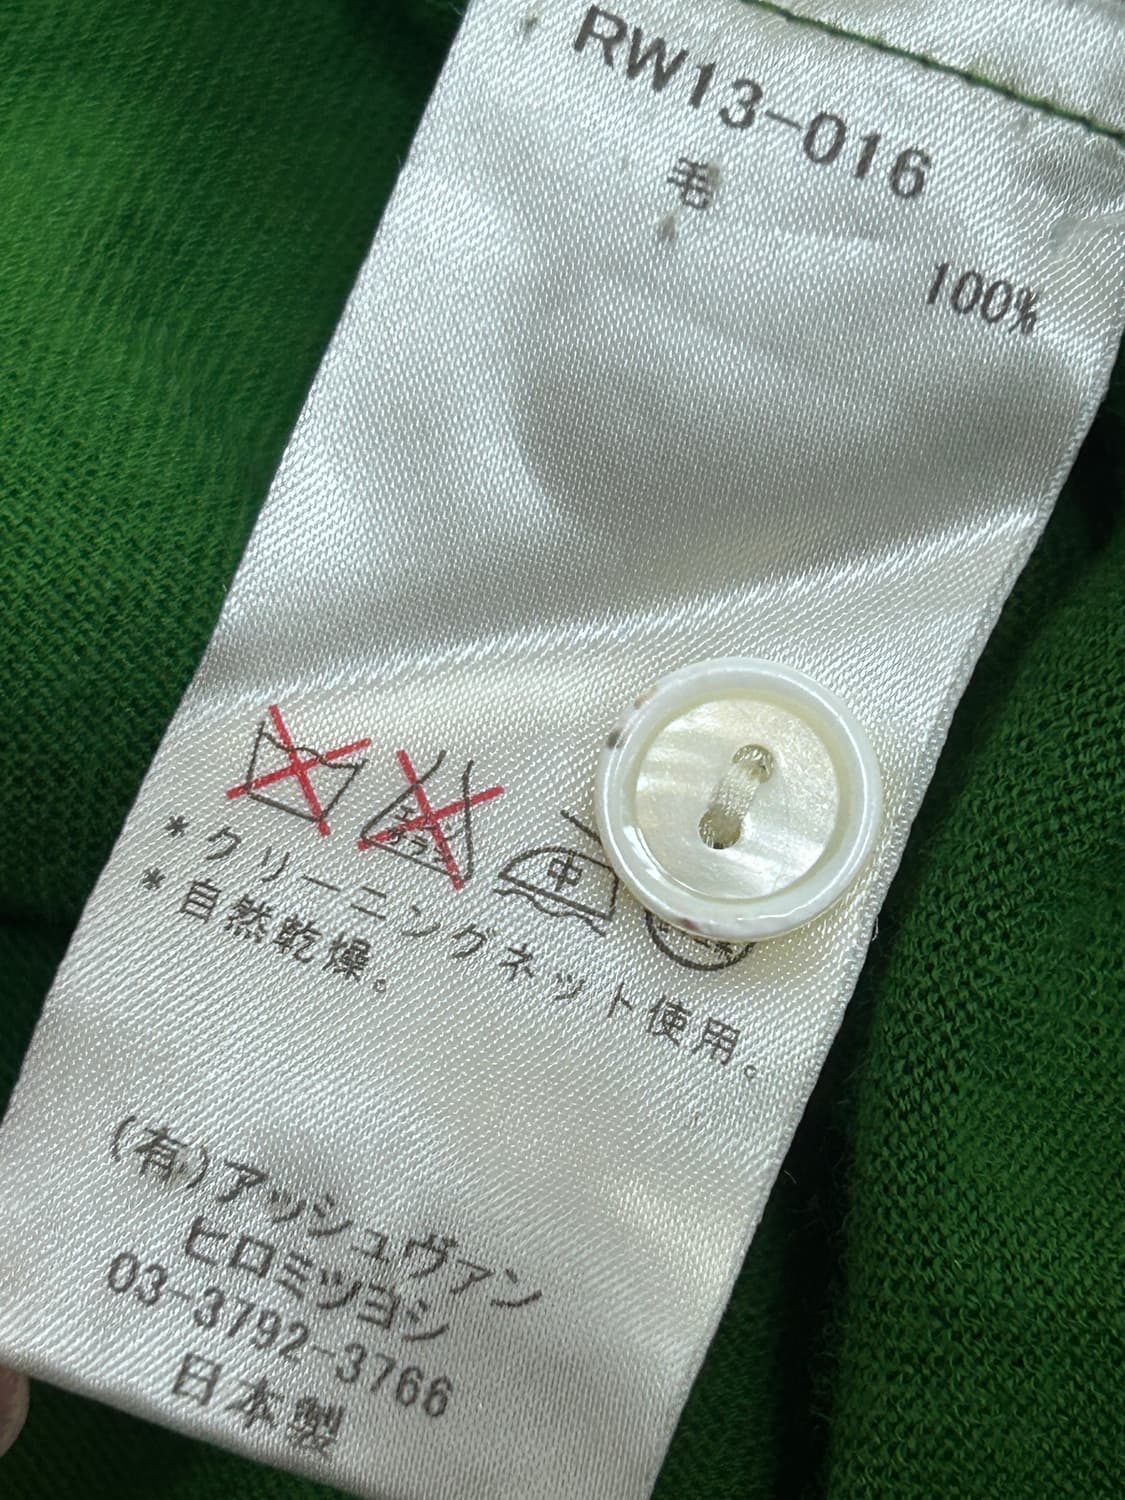 RW13-016
毛
100%
中
* クリーニングネット使用。
* 自然乾燥。
(有)アッシュヴァン
ヒロミツヨシ
03-3792-3766
日本製